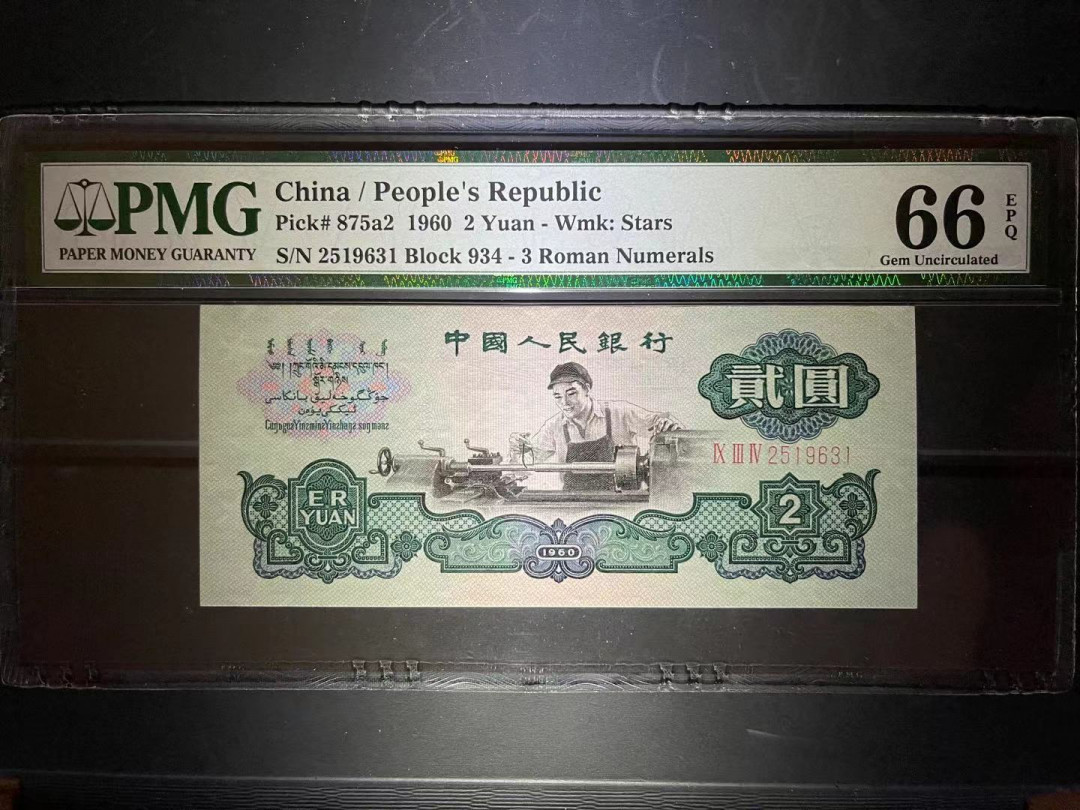 PMG
PAPER MONEY GUARANTY
China / People's Republic
Pick# 875a2 1960 2 Yuan - Wmk: Stars
S/N 2519631 Block 934 - 3 Roman Numerals
66
EPQ
Gem Uncirculated
中國人民銀行
貳圓
IX III IV 2519631
ER
YUAN
2
1960